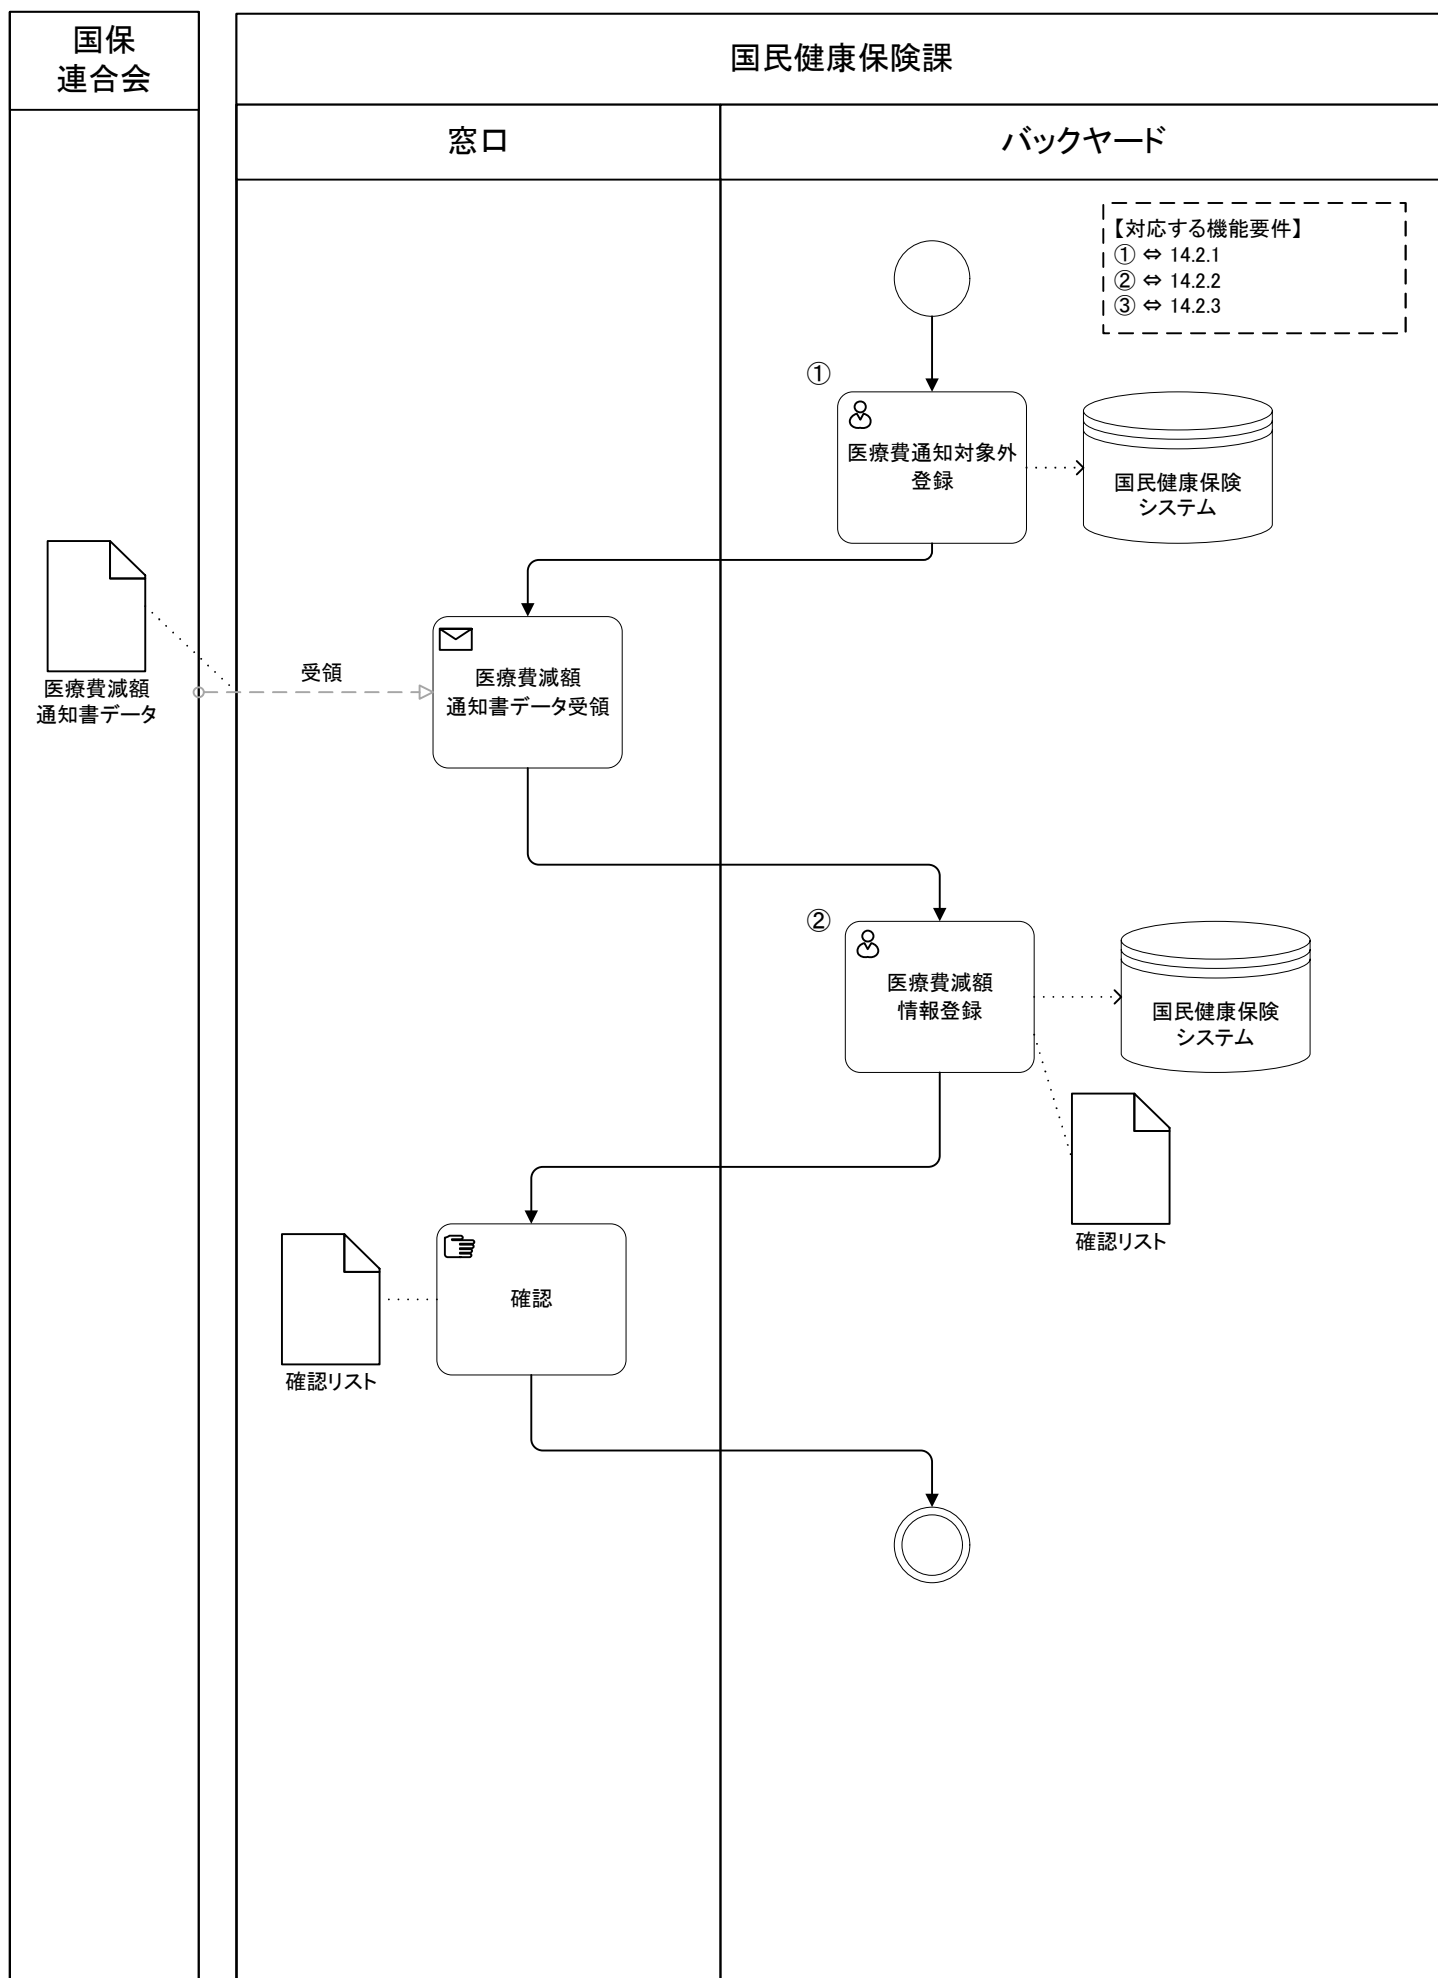 国保
連合会
国民健康保険課
窓口
バックヤード
【対応する機能要件】
① ⇔ 14.2.1
② ⇔ 14.2.2
③ ⇔ 14.2.3
①
医療費通知対象外
登録
国民健康保険
システム
医療費減額
通知書データ
受領
医療費減額
通知書データ受領
②
医療費減額
情報登録
国民健康保険
システム
確認リスト
確認
確認リスト